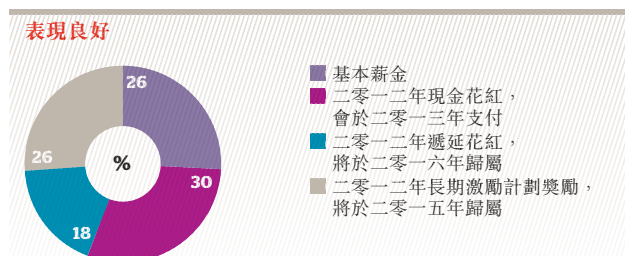 表現良好
26
30
18
26
%
基本薪金
二零一二年現金花紅，
會於二零一三年支付
二零一二年遞延花紅，
將於二零一六年歸屬
二零一二年長期激勵計劃獎勵，
將於二零一五年歸屬